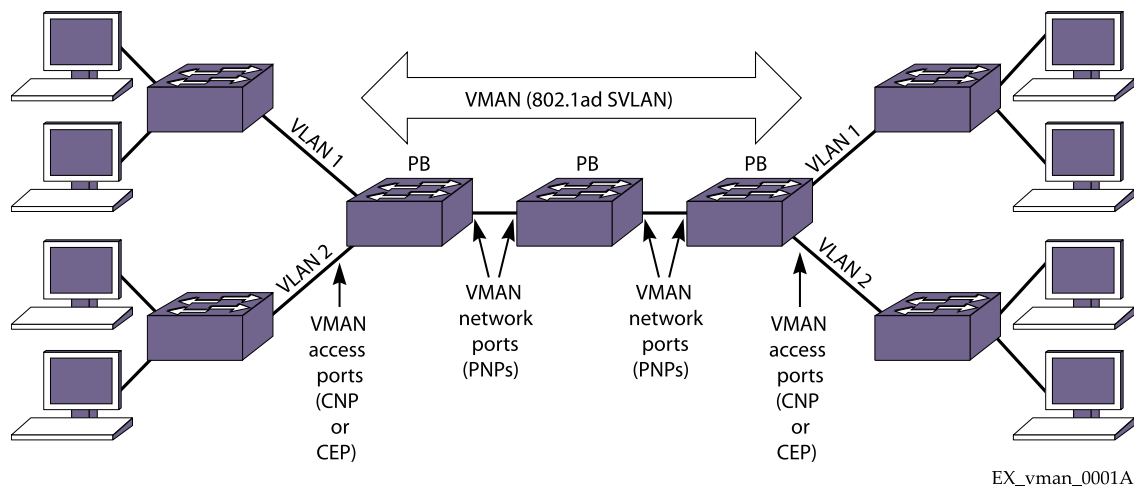 VMAN (802.1ad SVLAN)
VLAN 1
VLAN 1
PB
PB
PB
VLAN 2
VLAN 2
VMAN
access
ports
(CNP
or
CEP)
VMAN
network
ports
(PNPs)
VMAN
network
ports
(PNPs)
VMAN
access
ports
(CNP
or
CEP)
EX_vman_0001A